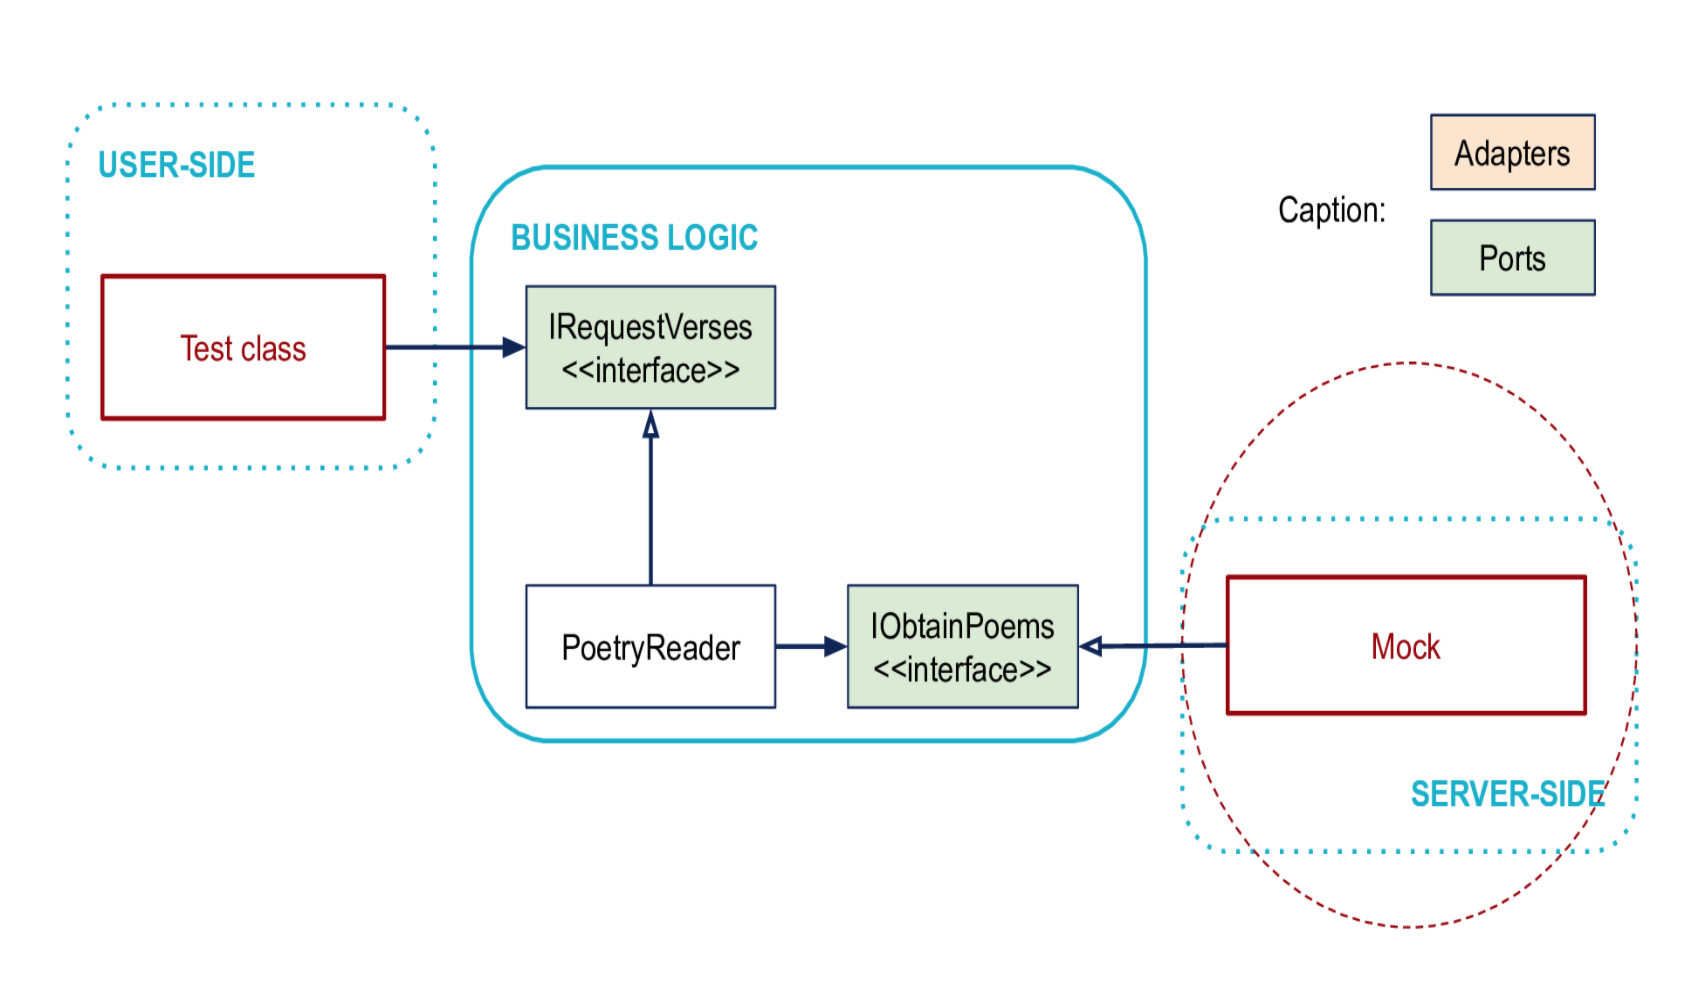 USER-SIDE
Test class
BUSINESS LOGIC
IRequestVerses
<<interface>>
PoetryReader
IObtainPoems
<<interface>>
Caption:
Adapters
Ports
Mock
SERVER-SIDE